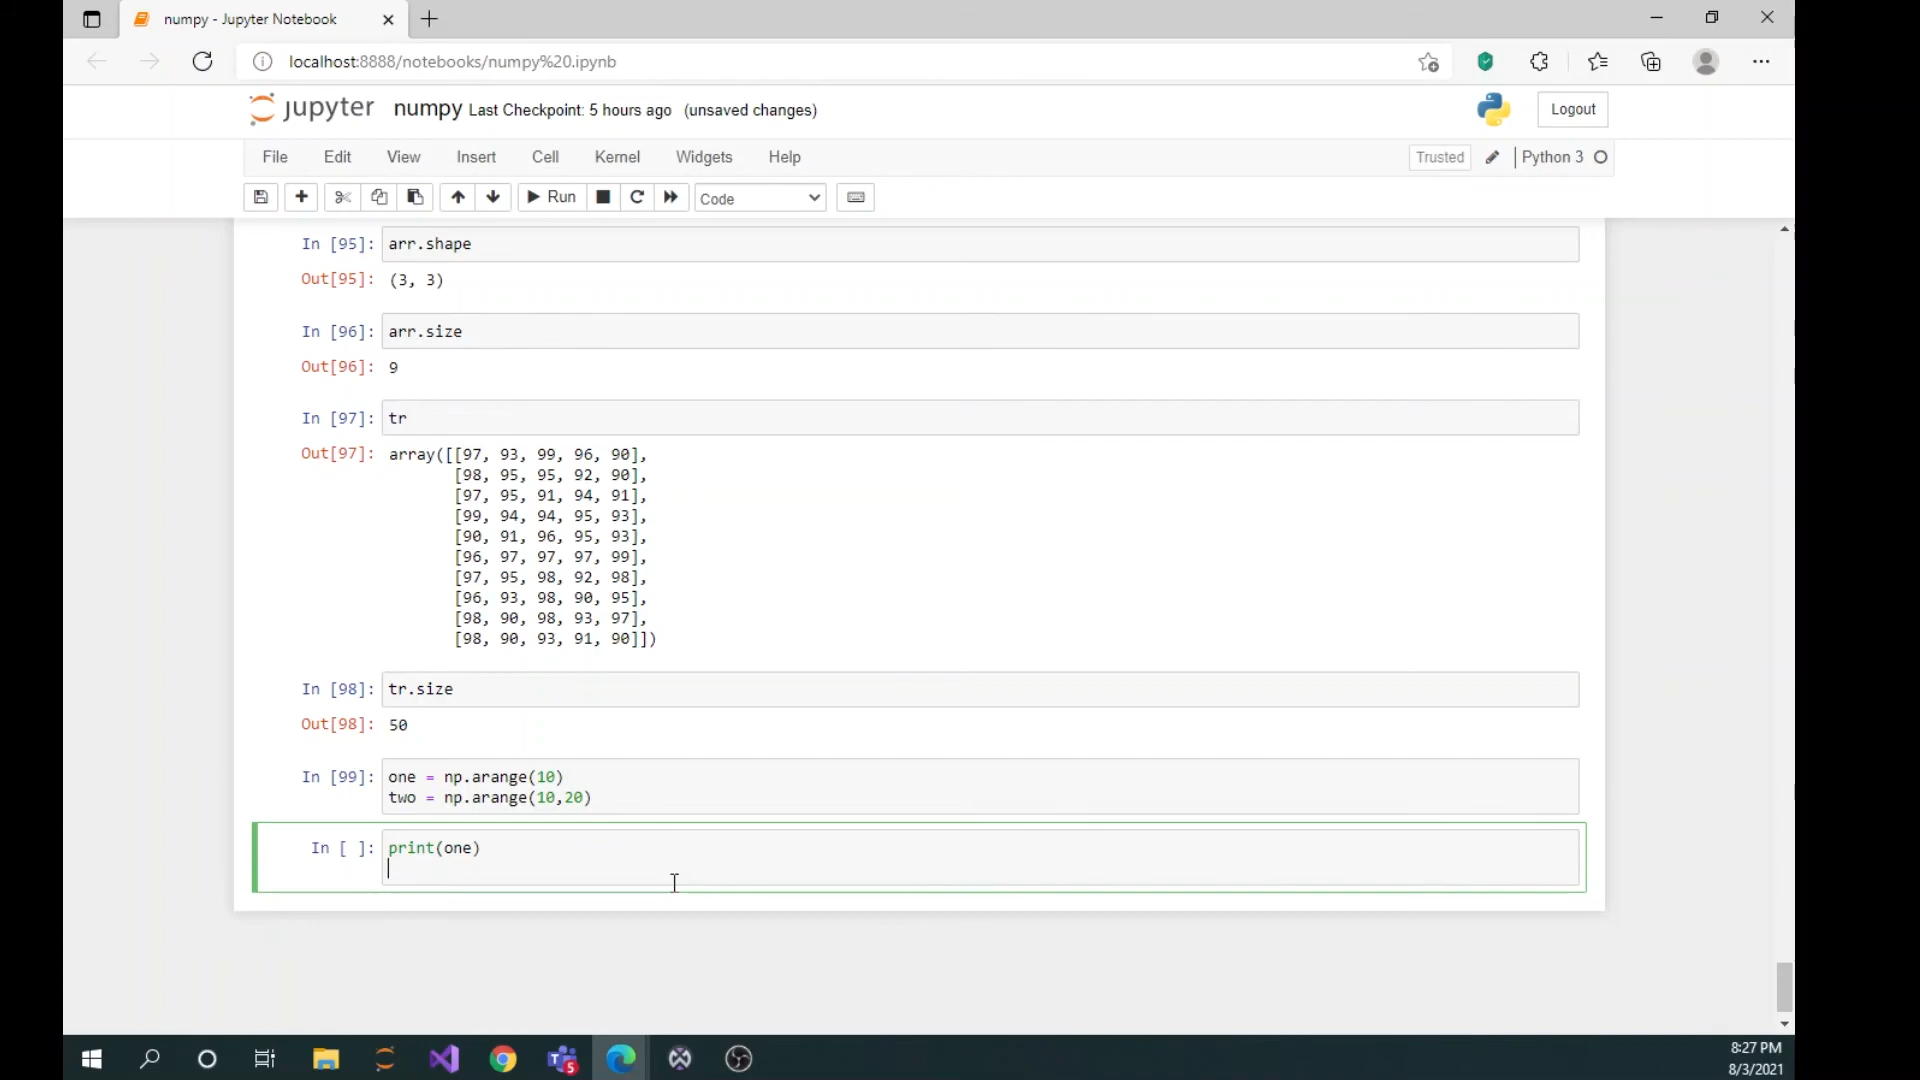 numpy - Jupyter Notebook
localhost:8888/notebooks/numpy%20.ipynb
jupyter numpy Last Checkpoint: 5 hours ago (unsaved changes)
Logout
File Edit View Insert Cell Kernel Widgets Help
Trusted Python 3
Run Code
In [95]: arr.shape
Out[95]: (3, 3)
In [96]: arr.size
Out[96]: 9
In [97]: tr
Out[97]: array([[97, 93, 99, 96, 90],
[98, 95, 95, 92, 90],
[97, 95, 91, 94, 91],
[99, 94, 94, 95, 93],
[90, 91, 96, 95, 93],
[96, 97, 97, 97, 99],
[97, 95, 98, 92, 98],
[96, 93, 98, 90, 95],
[98, 90, 98, 93, 97],
[98, 90, 93, 91, 90]])
In [98]: tr.size
Out[98]: 50
In [99]: one = np.arange(10)
two = np.arange(10,20)
In [ ]: print(one)
5
8:27 PM
8/3/2021